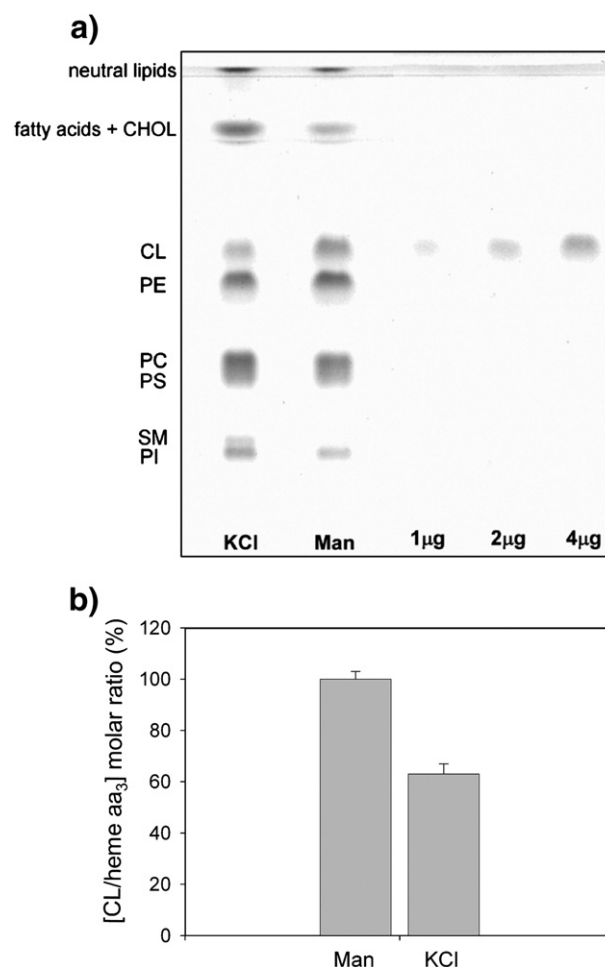 a)
neutral lipids
fatty acids + CHOL
CL
PE
PC
PS
SM
PI
KCl Man 1µg 2µg 4µg
b)
[CL/heme aa₃] molar ratio (%)
120
100
80
60
40
20
0
Man KCl